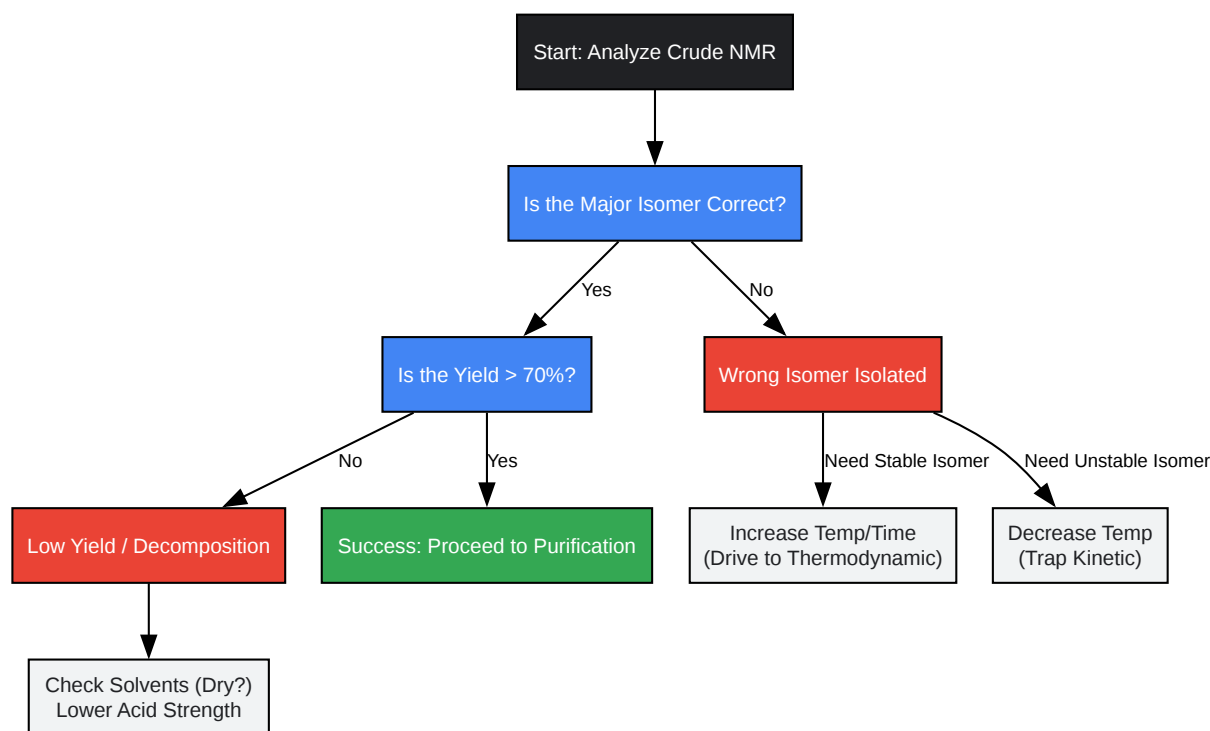 Start: Analyze Crude NMR
Is the Major Isomer Correct?
Yes
No
Is the Yield > 70%?
Wrong Isomer Isolated
No
Yes
Need Stable Isomer
Need Unstable Isomer
Low Yield / Decomposition
Success: Proceed to Purification
Increase Temp/Time
(Drive to Thermodynamic)
Decrease Temp
(Trap Kinetic)
Check Solvents (Dry?)
Lower Acid Strength